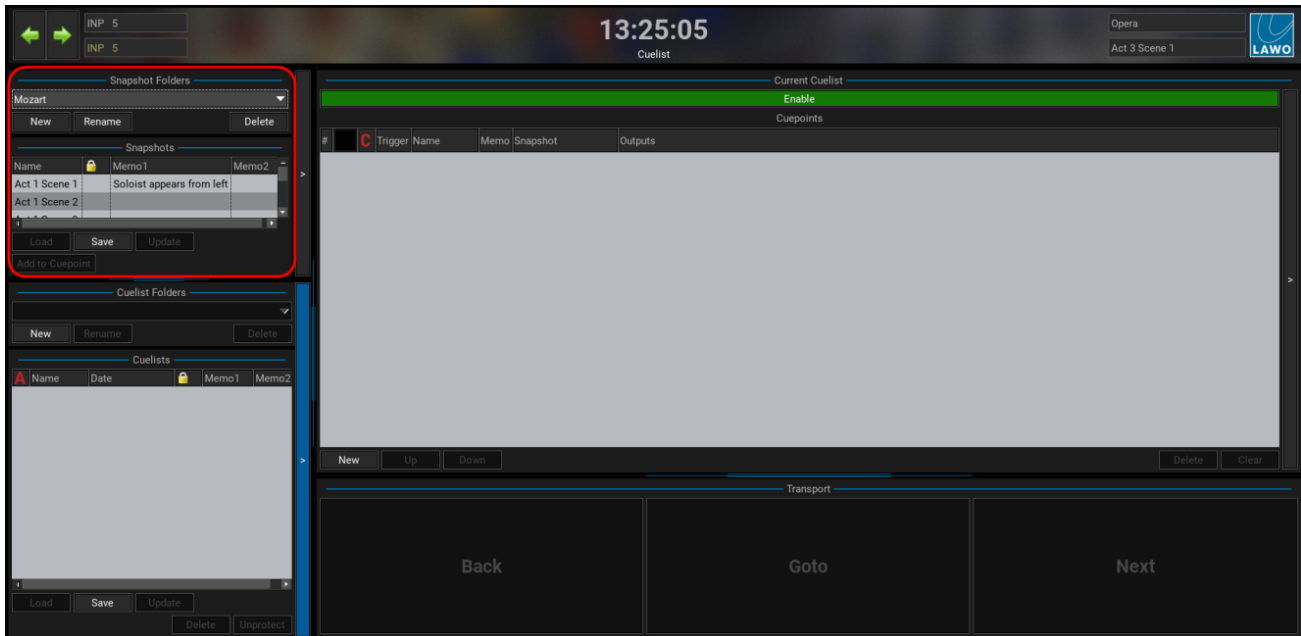 INP 5
INP 5
13:25:05
Cuelist
Opera
Act 3 Scene 1
LAWO
Snapshot Folders
Mozart
New Rename Delete
Snapshots
Name Memo1 Memo2
Act 1 Scene 1 Soloist appears from left
Act 1 Scene 2
Load Save Update
Add to Cuepoint
Cuelist Folders
New Rename Delete
Cuelists
A Name Date Memo1 Memo2
Load Save Update
Delete Unprotect
Current Cuelist
Enable
Cuepoints
# C Trigger Name Memo Snapshot Outputs
New Up Down Delete Clear
Transport
Back Goto Next